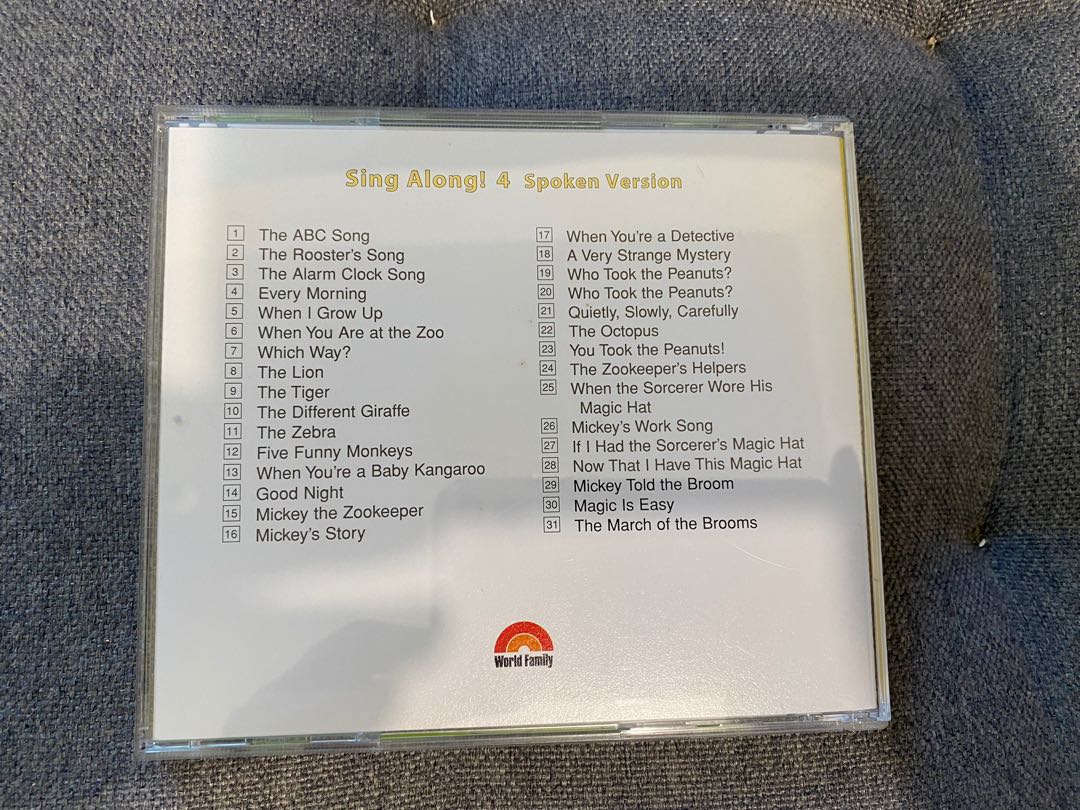 Sing Along! 4 Spoken Version
1 The ABC Song
2 The Rooster's Song
3 The Alarm Clock Song
4 Every Morning
5 When I Grow Up
6 When You Are at the Zoo
7 Which Way?
8 The Lion
9 The Tiger
10 The Different Giraffe
11 The Zebra
12 Five Funny Monkeys
13 When You're a Baby Kangaroo
14 Good Night
15 Mickey the Zookeeper
16 Mickey's Story
17 When You're a Detective
18 A Very Strange Mystery
19 Who Took the Peanuts?
20 Who Took the Peanuts?
21 Quietly, Slowly, Carefully
22 The Octopus
23 You Took the Peanuts!
24 The Zookeeper's Helpers
25 When the Sorcerer Wore His
Magic Hat
26 Mickey's Work Song
27 If I Had the Sorcerer's Magic Hat
28 Now That I Have This Magic Hat
29 Mickey Told the Broom
30 Magic Is Easy
31 The March of the Brooms
World Family